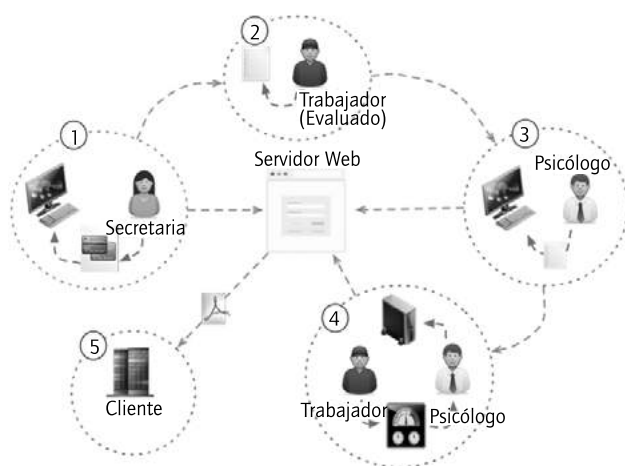 1
Secretaria
2
Trabajador
(Evaluado)
Servidor Web
3
Psicólogo
4
Trabajador
Psicólogo
5
Cliente